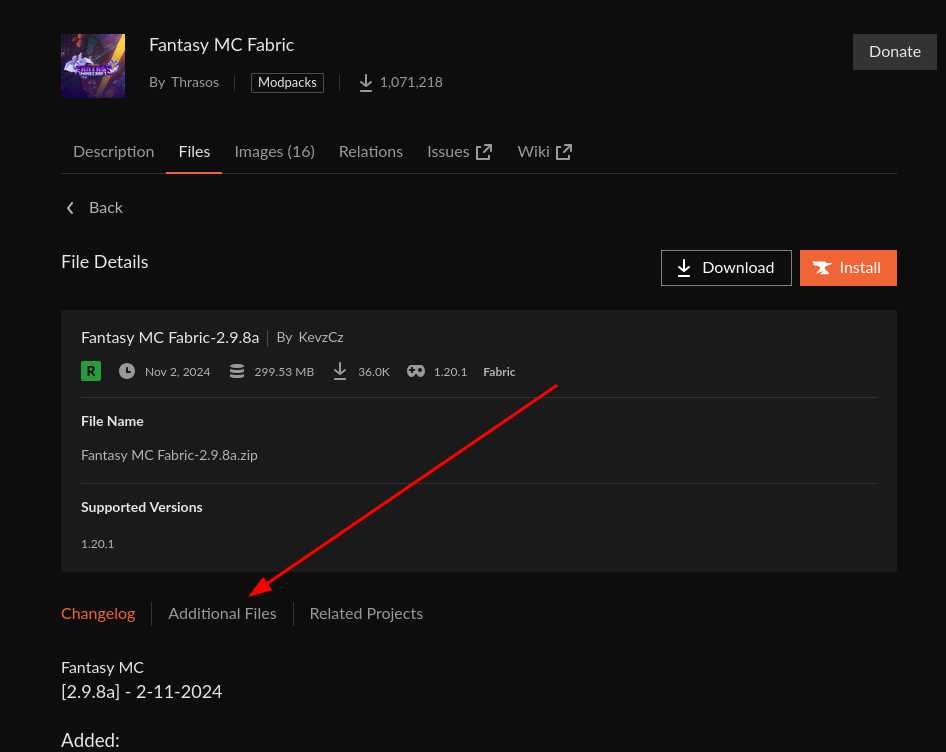 Fantasy MC Fabric
Donate
By Thrasos
Modpacks
1,071,218
Description Files Images (16) Relations Issues Wiki
Back
File Details
Download Install
Fantasy MC Fabric-2.9.8a By KevzCz
R Nov 2, 2024 299.53 MB 36.0K 1.20.1 Fabric
File Name
Fantasy MC Fabric-2.9.8a.zip
Supported Versions
1.20.1
Changelog Additional Files Related Projects
Fantasy MC
[2.9.8a] - 2-11-2024
Added: